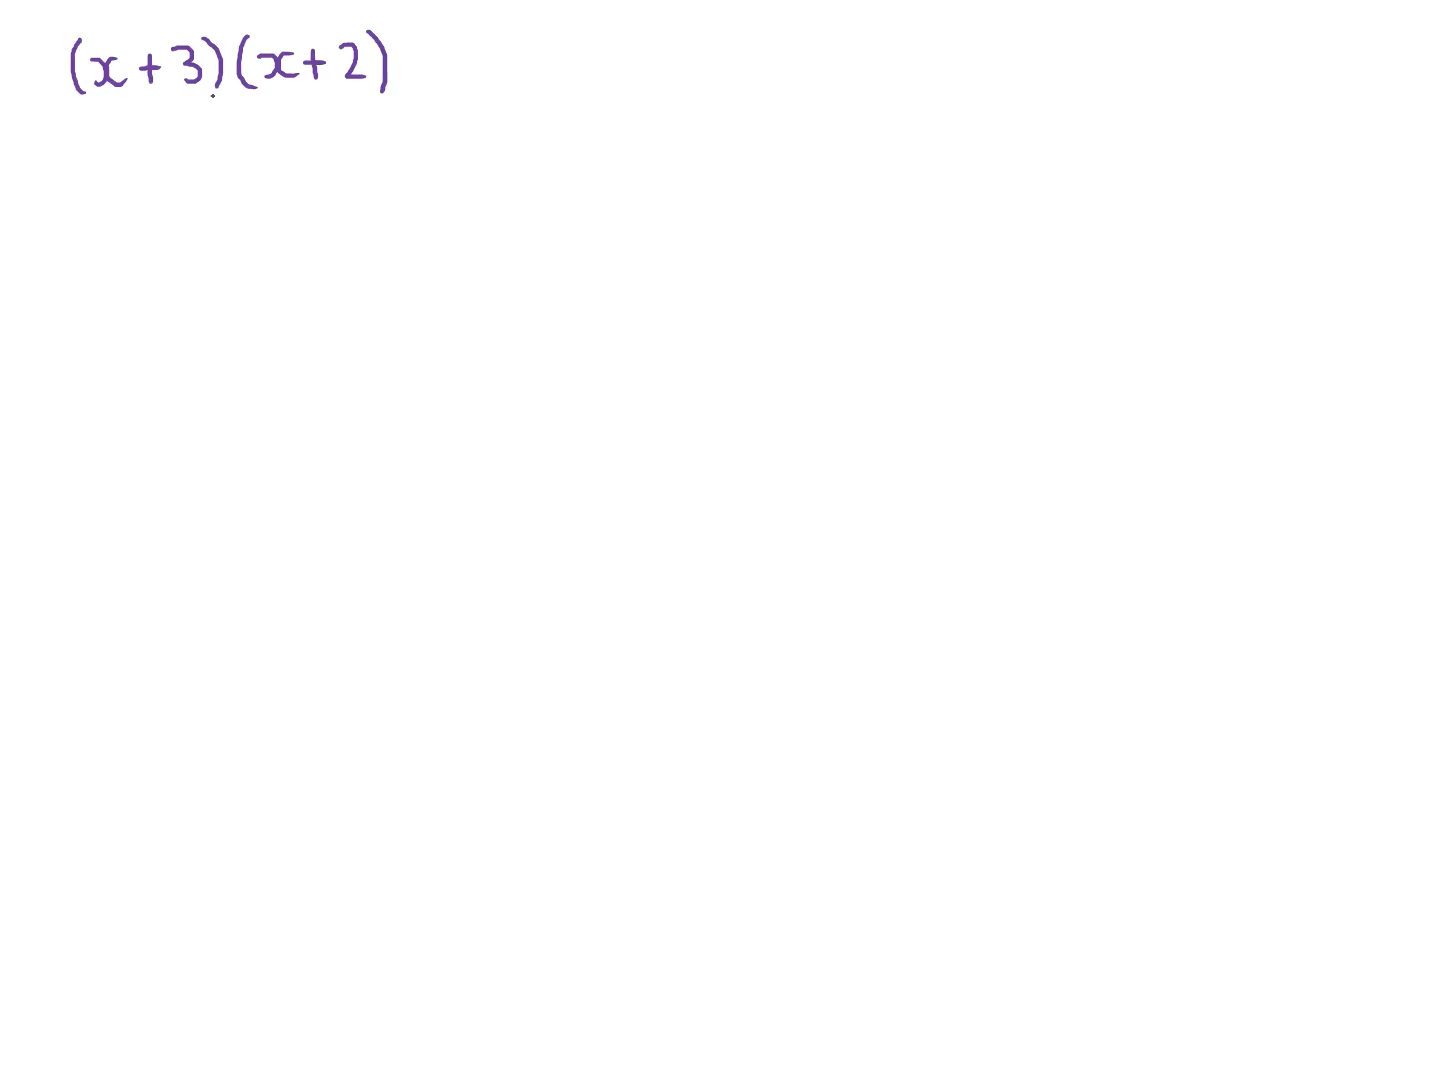 (x + 3)(x + 2)